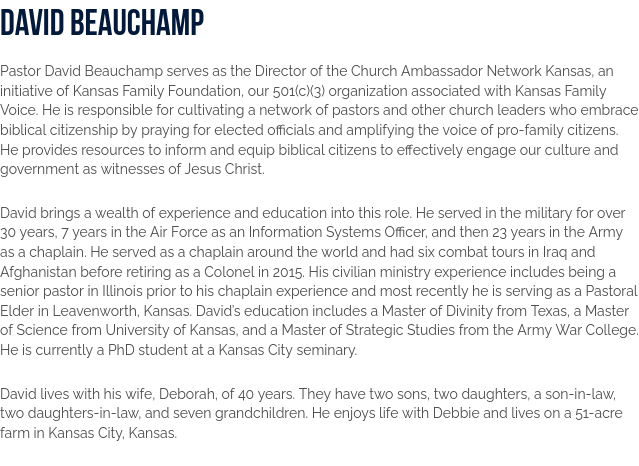 DAVID BEAUCHAMP
Pastor David Beauchamp serves as the Director of the Church Ambassador Network Kansas, an
initiative of Kansas Family Foundation, our 501(c)(3) organization associated with Kansas Family
Voice. He is responsible for cultivating a network of pastors and other church leaders who embrace
biblical citizenship by praying for elected officials and amplifying the voice of pro-family citizens.
He provides resources to inform and equip biblical citizens to effectively engage our culture and
government as witnesses of Jesus Christ.
David brings a wealth of experience and education into this role. He served in the military for over
30 years, 7 years in the Air Force as an Information Systems Officer, and then 23 years in the Army
as a chaplain. He served as a chaplain around the world and had six combat tours in Iraq and
Afghanistan before retiring as a Colonel in 2015. His civilian ministry experience includes being a
senior pastor in Illinois prior to his chaplain experience and most recently he is serving as a Pastoral
Elder in Leavenworth, Kansas. David's education includes a Master of Divinity from Texas, a Master
of Science from University of Kansas, and a Master of Strategic Studies from the Army War College.
He is currently a PhD student at a Kansas City seminary.
David lives with his wife, Deborah, of 40 years. They have two sons, two daughters, a son-in-law,
two daughters-in-law, and seven grandchildren. He enjoys life with Debbie and lives on a 51-acre
farm in Kansas City, Kansas.